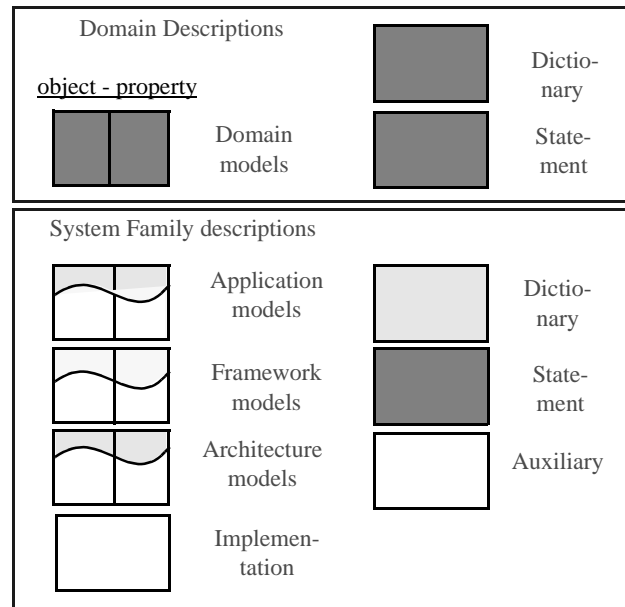 Domain Descriptions
object - property
Domain
models
Dictio-
nary
State-
ment
System Family descriptions
Application
models
Framework
models
Architecture
models
Implemen-
tation
Dictio-
nary
State-
ment
Auxiliary